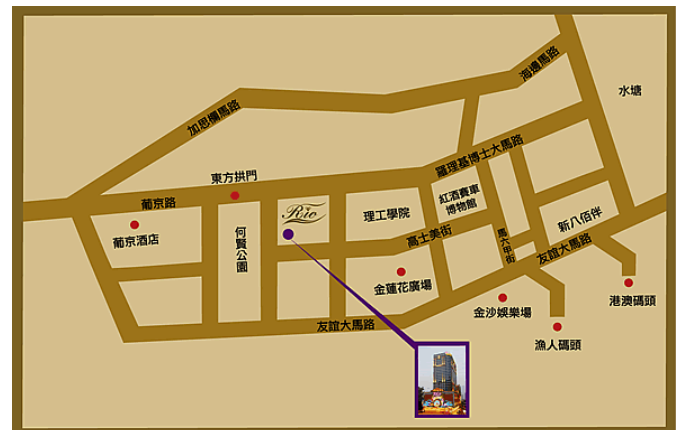 海邊馬路
水塘
加思欄馬路
羅理基博士大馬路
東方拱門
葡京路
Rio
理工學院
紅酒賽車
博物館
新八佰伴
葡京酒店
何賢公園
高士美街
馬六甲街
友誼大馬路
金蓮花廣場
港澳碼頭
金沙娛樂場
友誼大馬路
漁人碼頭